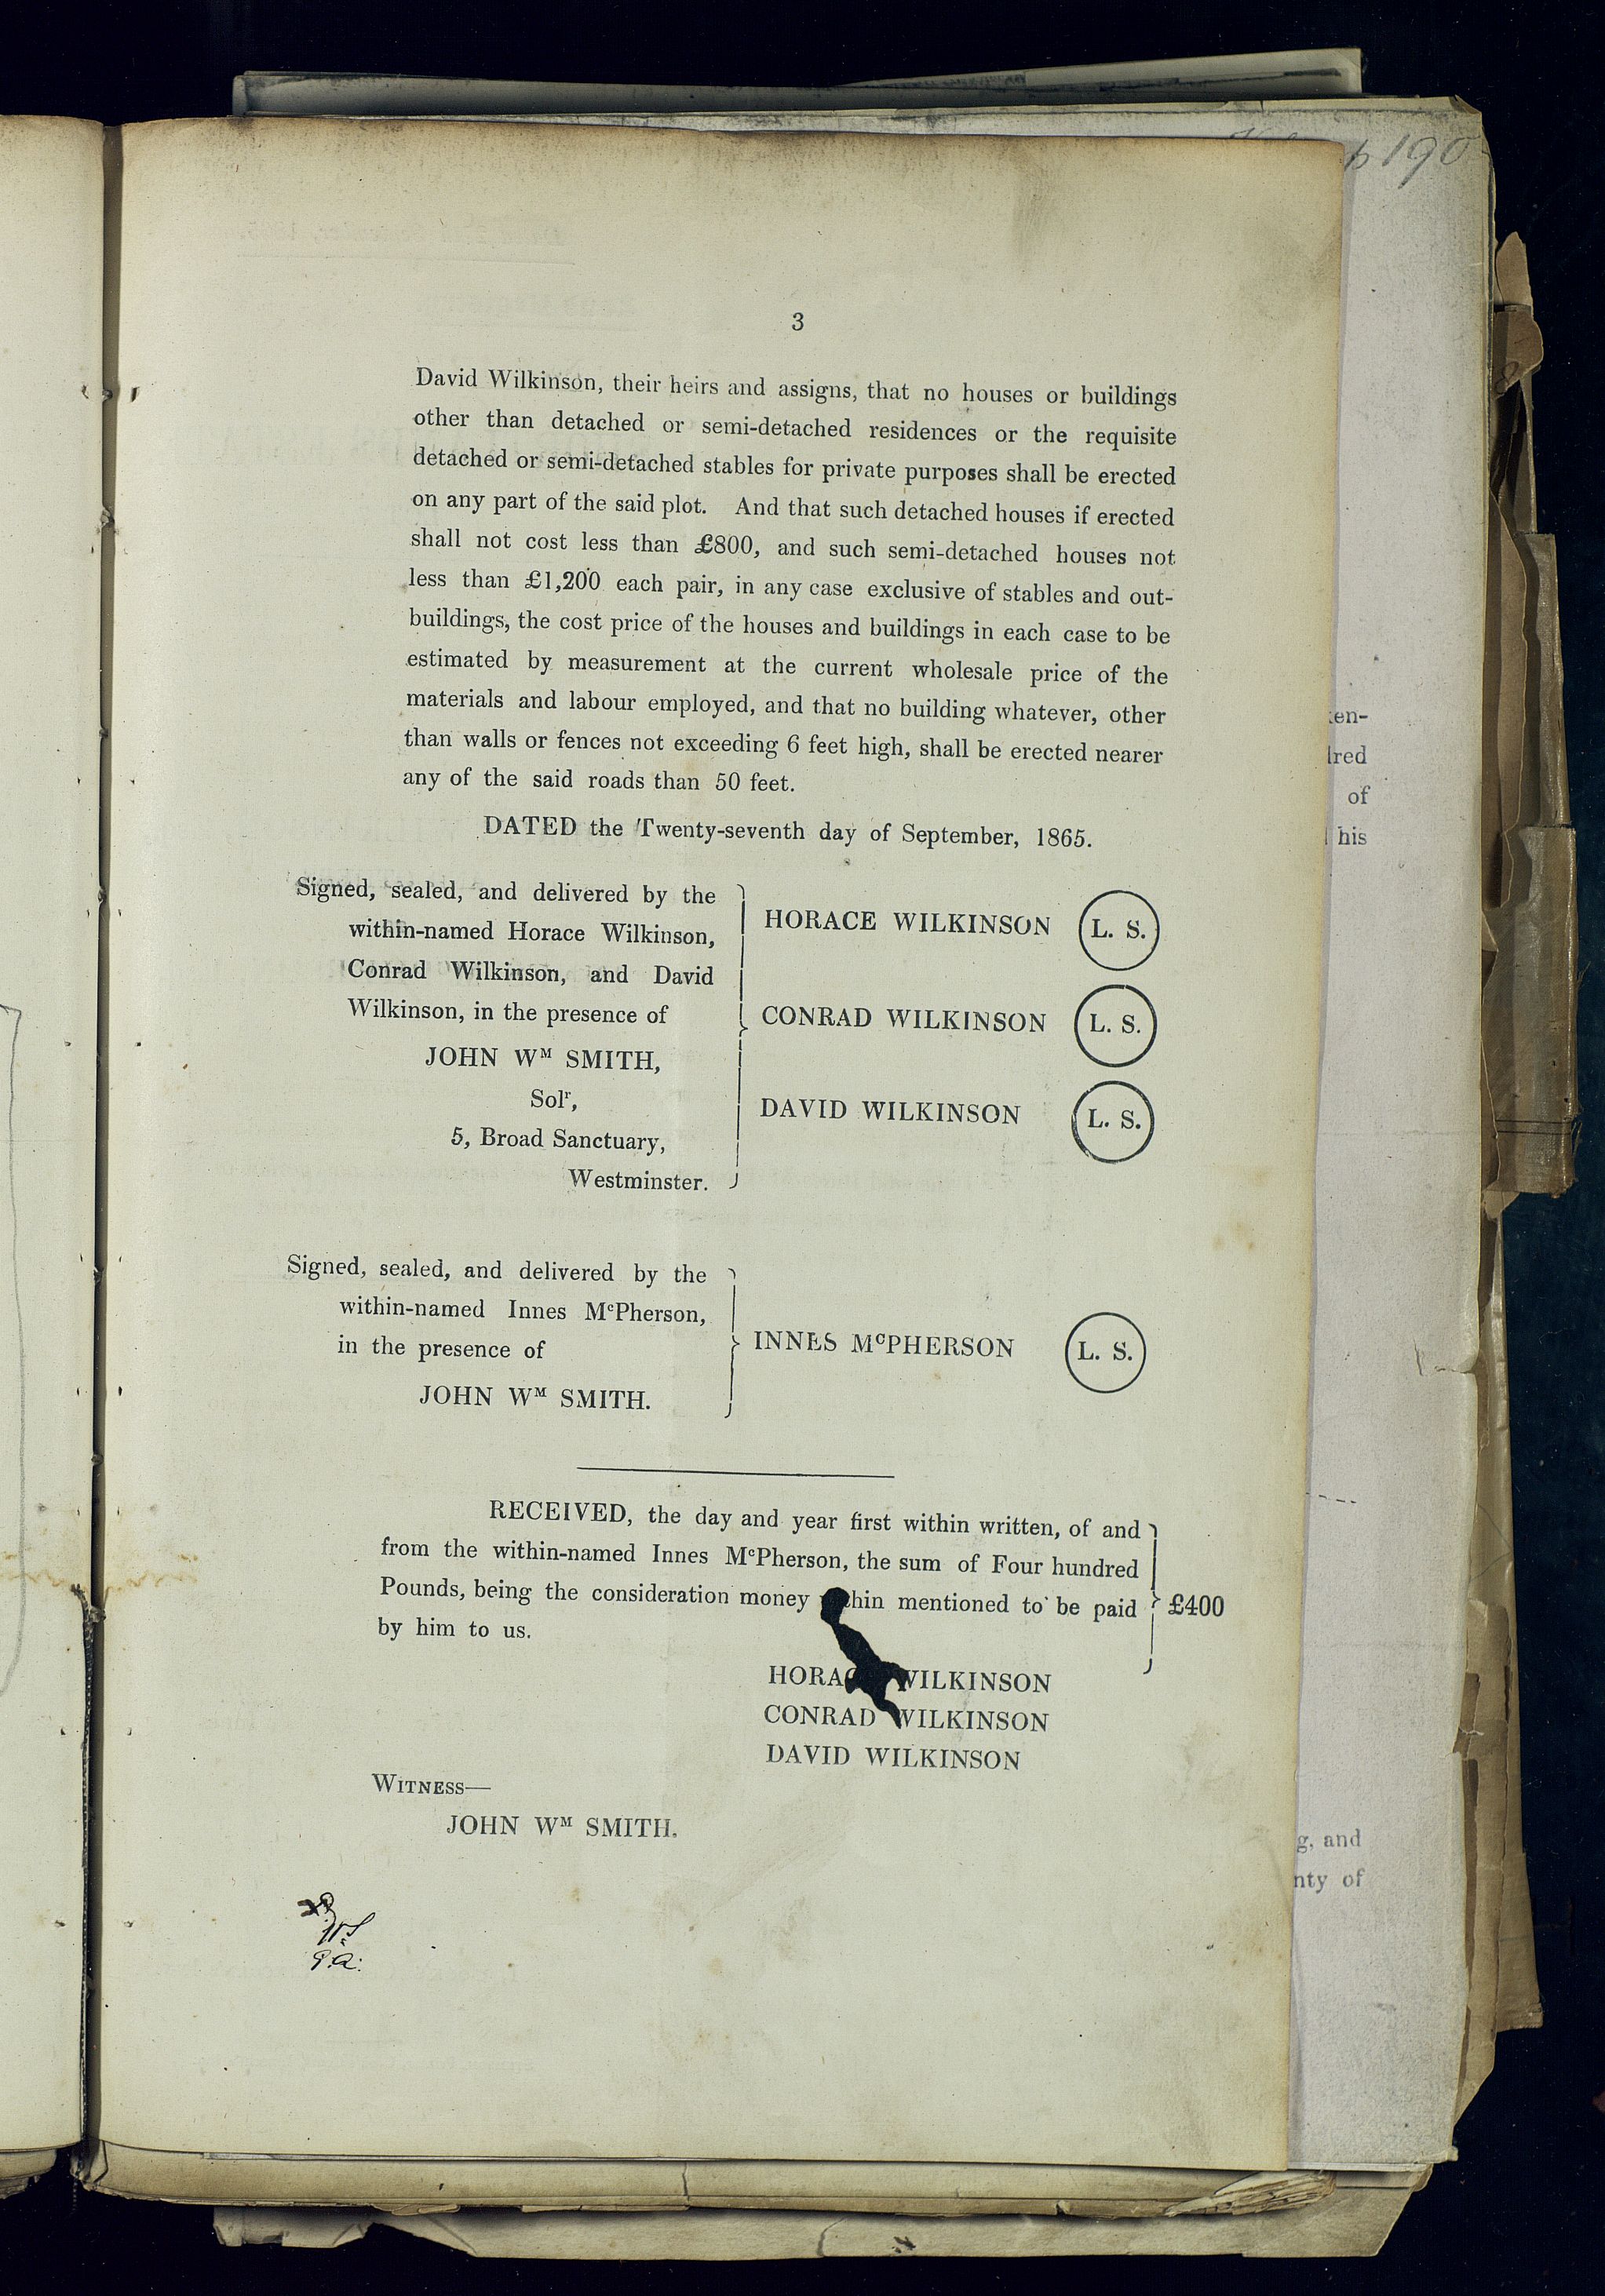 190
3
David Wilkinson, their heirs and assigns, that no houses or buildings
other than detached or semi-detached residences or the requisite
detached or semi-detached stables for private purposes shall be erected
on any part of the said plot. And that such detached houses if erected
shall not cost less than £800, and such semi-detached houses not
less than £1,200 each pair, in any case exclusive of stables and out-
buildings, the cost price of the houses and buildings in each case to be
estimated by measurement at the current wholesale price of the
materials and labour employed, and that no building whatever, other
than walls or fences not exceeding 6 feet high, shall be erected nearer
any of the said roads than 50 feet.
DATED the Twenty-seventh day of September, 1865.
Signed, sealed, and delivered by the
within-named Horace Wilkinson,
Conrad Wilkinson, and David
Wilkinson, in the presence of
JOHN Wᴹ SMITH,
Solʳ,
5, Broad Sanctuary,
Westminster.
HORACE WILKINSON L. S.
CONRAD WILKINSON L. S.
DAVID WILKINSON L. S.
Signed, sealed, and delivered by the
within-named Innes McPherson,
in the presence of
JOHN Wᴹ SMITH.
INNES McPHERSON L. S.
RECEIVED, the day and year first within written, of and
from the within-named Innes McPherson, the sum of Four hundred
Pounds, being the consideration money mentioned to be paid
by him to us.
£400
HORAC WILKINSON
CONRAD WILKINSON
DAVID WILKINSON
WITNESS—
JOHN Wᴹ SMITH.
P.A.
of
his
and
of